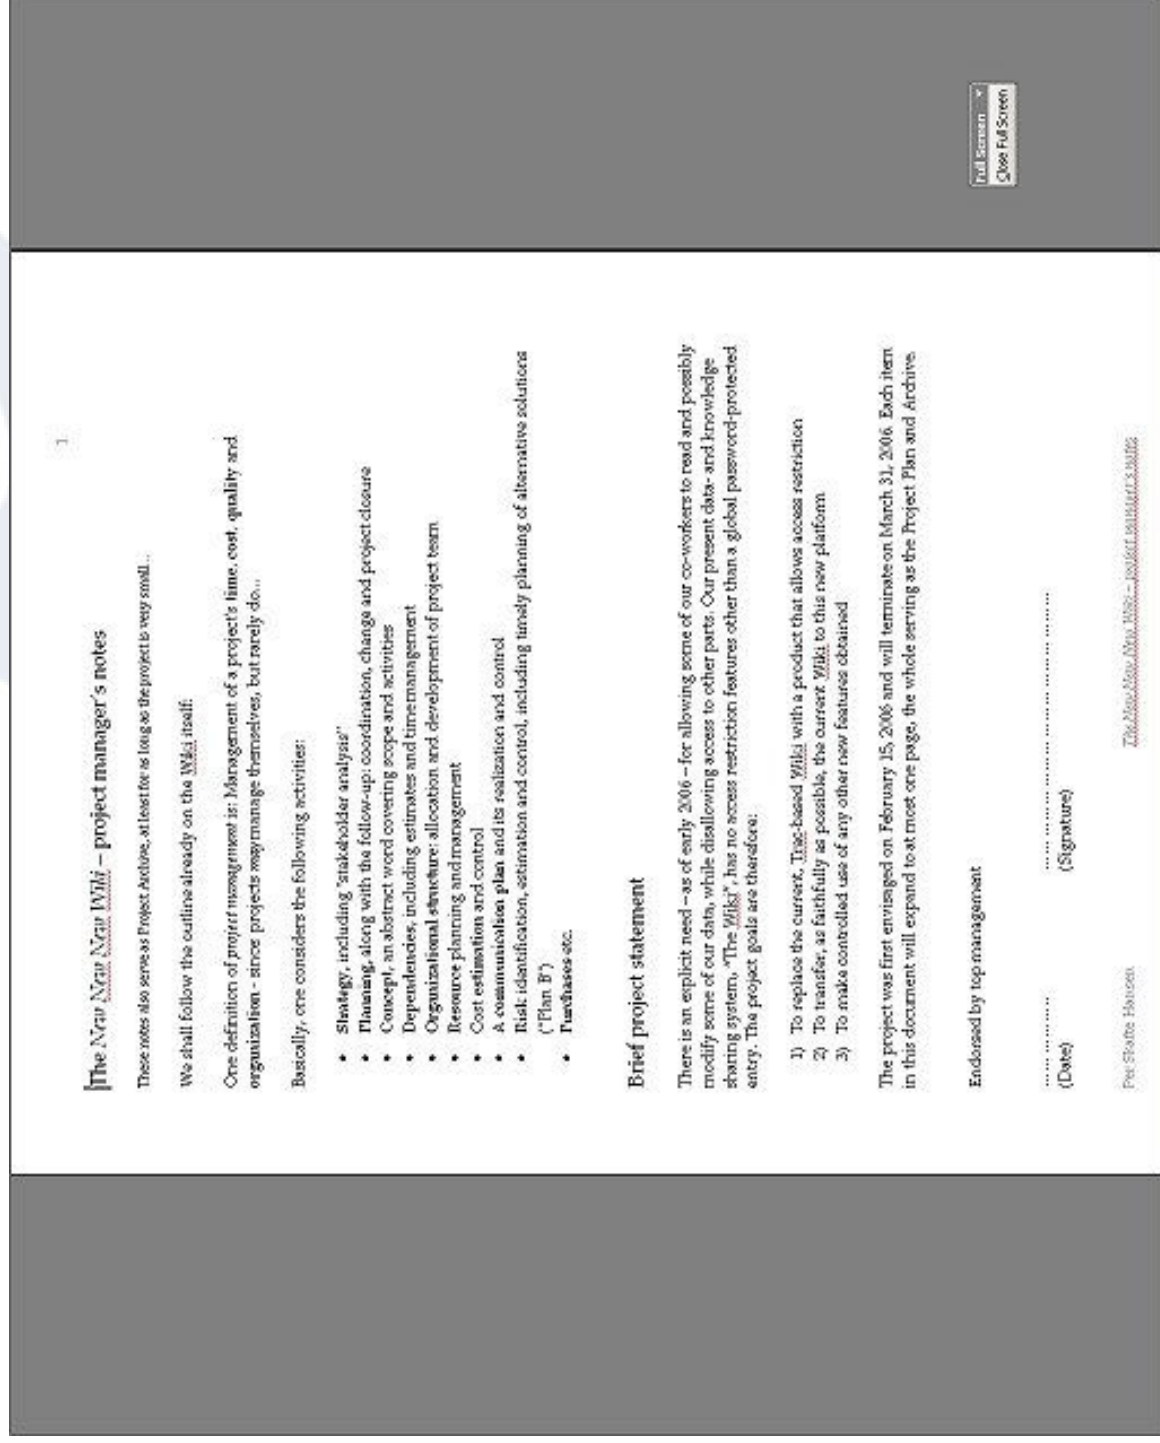 1
The New New New Wiki – project manager's notes
These notes also serve as Project Archive, at least for as long as the project is very small...
We shall follow the outline already on the Wiki itself:
One definition of project management is: Management of a project's time, cost, quality and
organization - since projects may manage themselves, but rarely do...
Basically, one considers the following activities:
• Strategy, including "stakeholder analysis"
• Planning, along with the follow-up: coordination, change and project closure
• Concept, an abstract word covering scope and activities
• Dependencies, including estimates and time management
• Organizational structure: allocation and development of project team
• Resource planning and management
• Cost estimation and control
• A communication plan and its realization and control
• Risk identification, estimation and control, including timely planning of alternative solutions
("Plan B")
• Purchases etc.
Brief project statement
There is an explicit need – as of early 2006 – for allowing some of our co-workers to read and possibly
modify some of our data, while disallowing access to other parts. Our present data- and knowledge
sharing system, "The Wiki", has no access restriction features other than a global password-protected
entry. The project goals are therefore:
1) To replace the current, Trac-based Wiki with a product that allows access restriction
2) To transfer, as faithfully as possible, the current Wiki to this new platform
3) To make controlled use of any other new features obtained
The project was first envisaged on February 15, 2006 and will terminate on March 31, 2006. Each item
in this document will expand to at most one page, the whole serving as the Project Plan and Archive.
Endorsed by top management
(Date) (Signature)
Per Skafte Hansen The New New New Wiki – project manager's notes
Full Screen
Close Full Screen